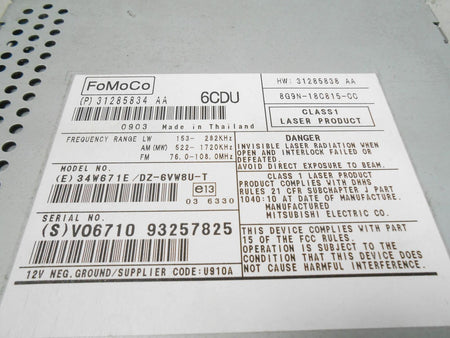 FoMoCo
(P) 31285834 AA
6CDU
0903 Made in Thailand
FREQUENCY RANGE LW 153- 282KHz
AM(MW) 522- 1720KHz
FM 76.0-108.0MHz
MODEL NO.
(E) 34W671E /DZ-6VW8U-T
e13
03 6330
SERIAL NO.
(S)V06710 93257825
12V NEG.GROUND/SUPPLIER CODE:U910A
HW: 31285838 AA
8G9N-18C815-CC
CLASS1
LASER PRODUCT
DANGER
INVISIBLE LASER RADIATION WHEN
OPEN AND INTERLOCK FAILED OR
DEFEATED.
AVOID DIRECT EXPOSURE TO BEAM.
CLASS 1 LASER PRODUCT
PRODUCT COMPLIES WITH DHHS
RULES 21 CFR SUBCHAPTER J PART
1040:10 AT DATE OF MANUFACTURE.
MANUFACTURED
MITSUBISHI ELECTRIC CO.
THIS DEVICE COMPLIES WITH PART
15 OF THE FCC RULES.
OPERATION IS SUBJECT TO THE
CONDITION THAT THIS DEVICE DOES
NOT CAUSE HARMFUL INTERFERENCE.